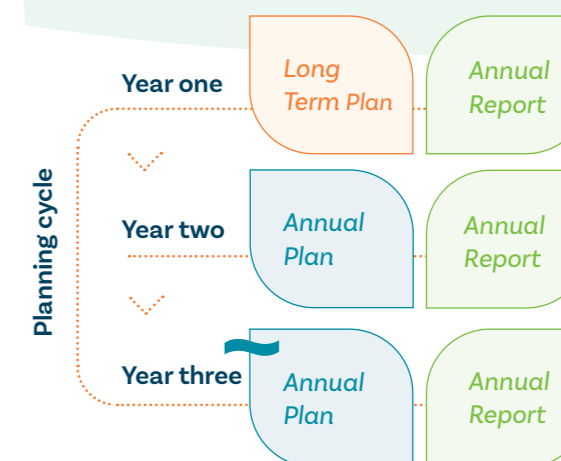 Planning cycle
Year one
Long
Term Plan
Annual
Report
Year two
Annual
Plan
Annual
Report
Year three
Annual
Plan
Annual
Report